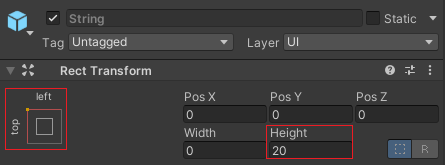 String
Static
Tag
Untagged
Layer
UI
Rect Transform
left
top
Pos X
Pos Y
Pos Z
0
0
0
Width
Height
0
20
R